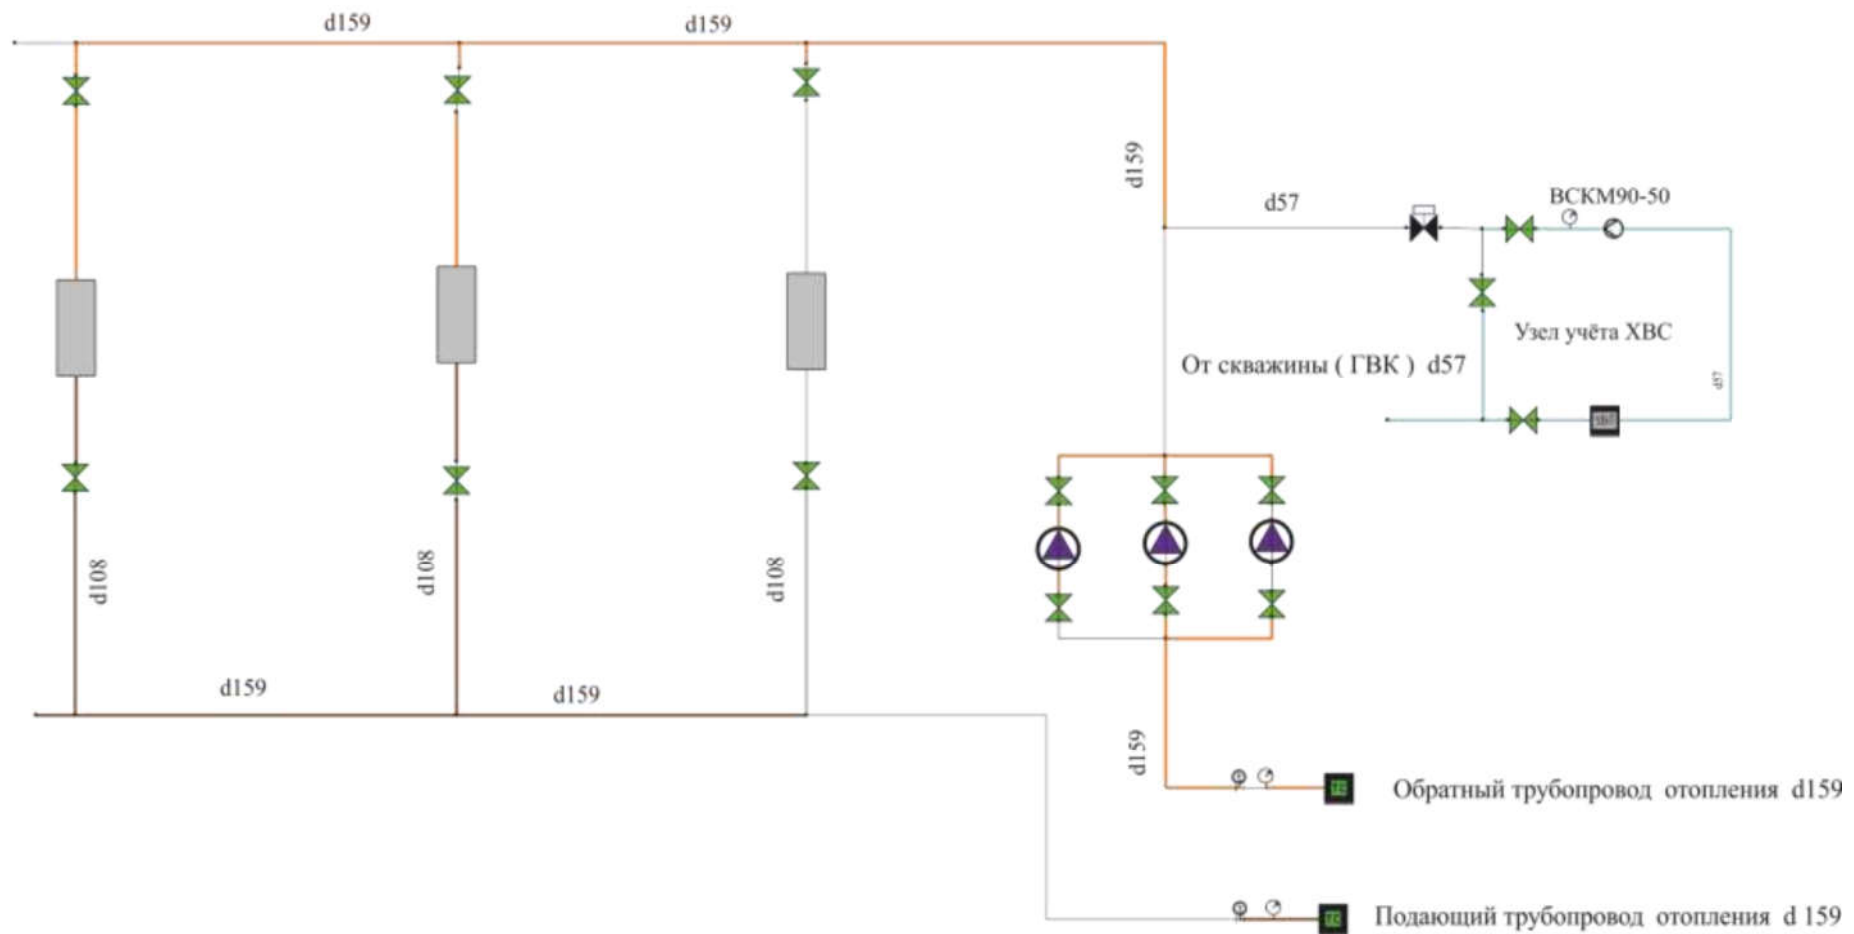 d159
d159
d159
d57
ВСКМ90-50
Узел учёта ХВС
От скважины ( ГВК ) d57
d57
d108
d108
d108
d159
d159
d159
Обратный трубопровод отопления d159
Подающий трубопровод отопления d 159